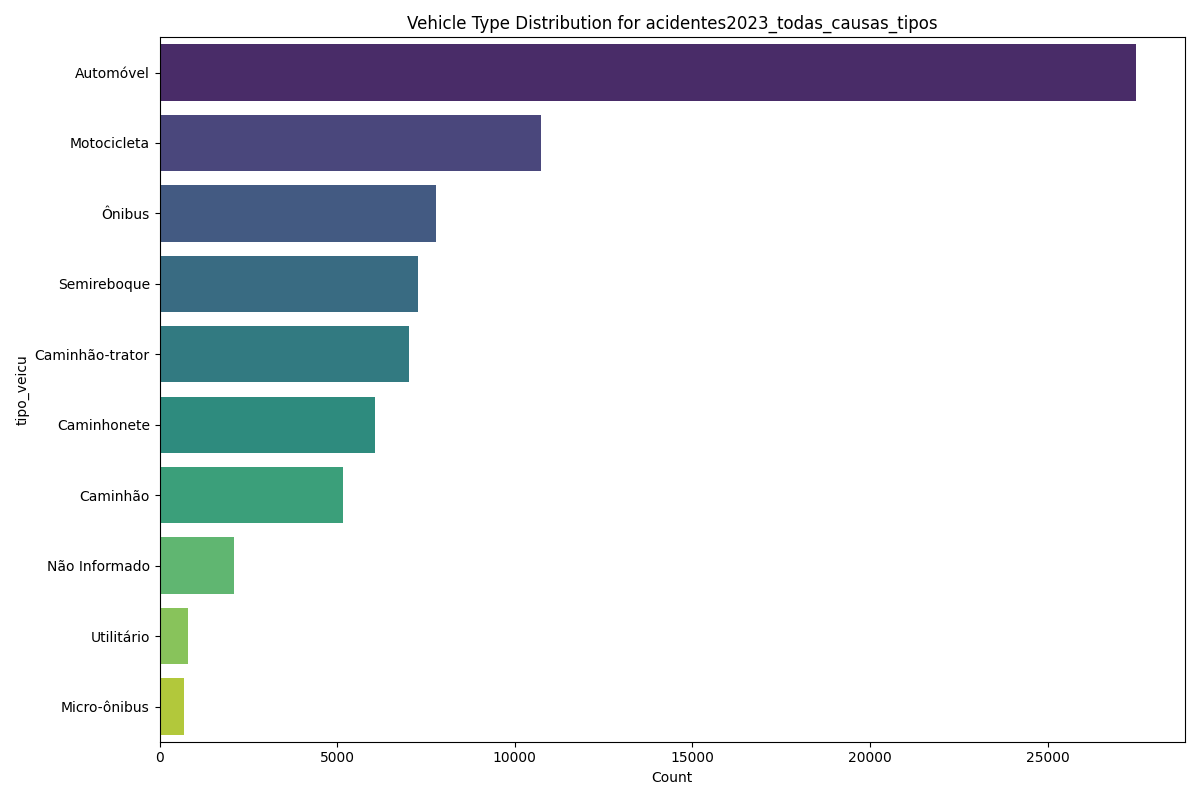 Vehicle Type Distribution for acidentes2023_todas_causas_tipos
tipo_veicu
Automóvel
Motocicleta
Ônibus
Semireboque
Caminhão-trator
Caminhonete
Caminhão
Não Informado
Utilitário
Micro-ônibus
0 5000 10000 15000 20000 25000
Count